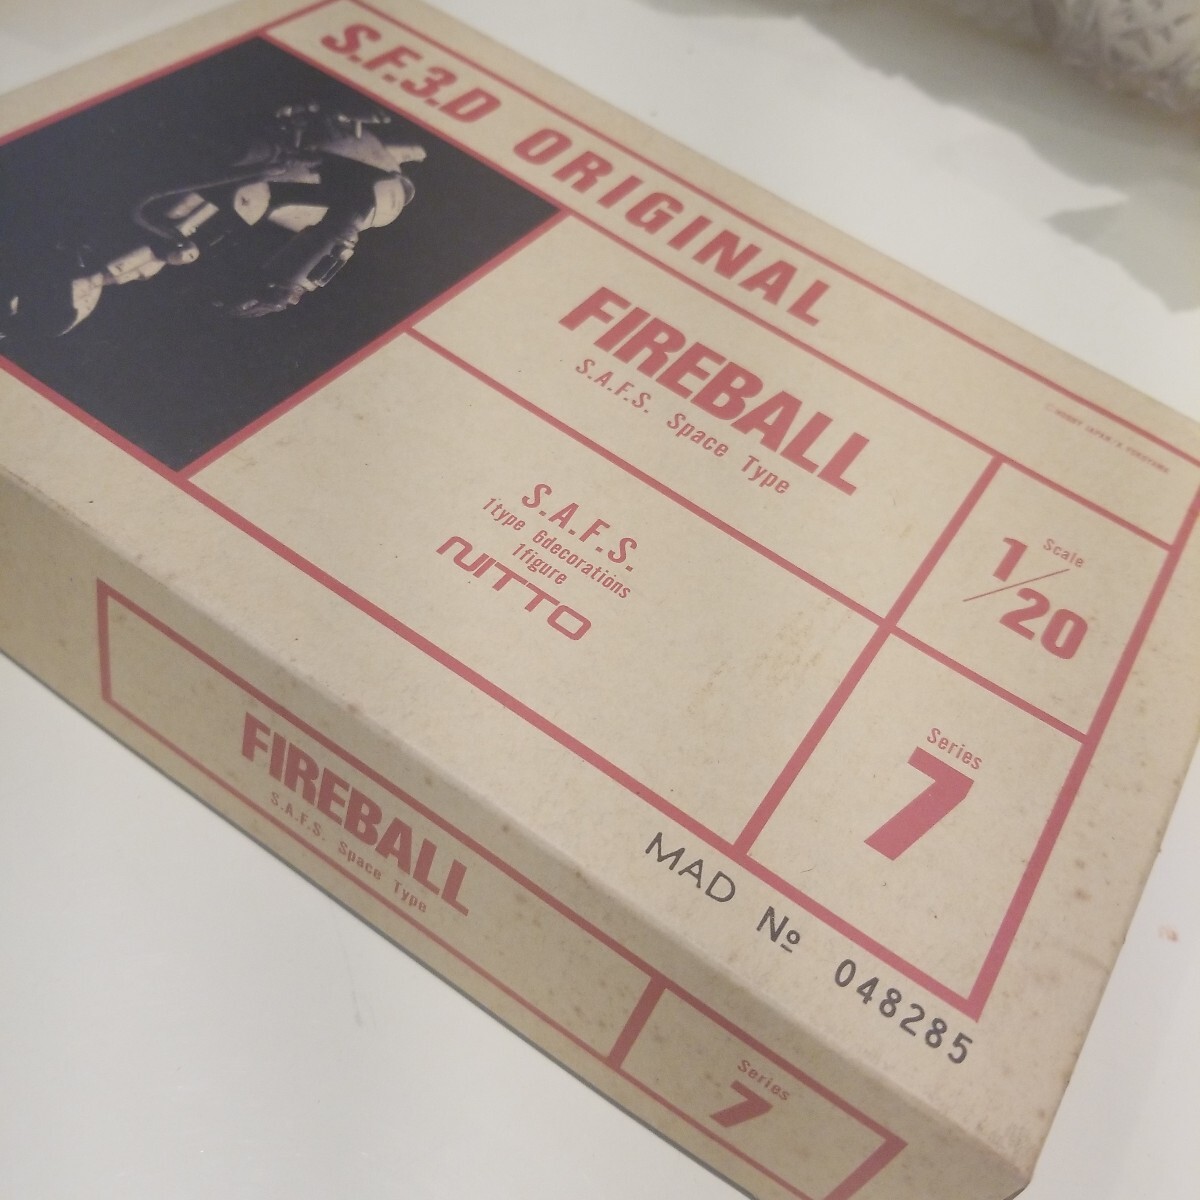 S.F.3.D ORIGINAL
FIREBALL
S.A.F.S. Space Type
Scale
1/20
S.A.F.S.
1type 6decorations
1figure
NITTO
Series
7
MAD № 048285
FIREBALL
S.A.F.S. Space Type
Series
7